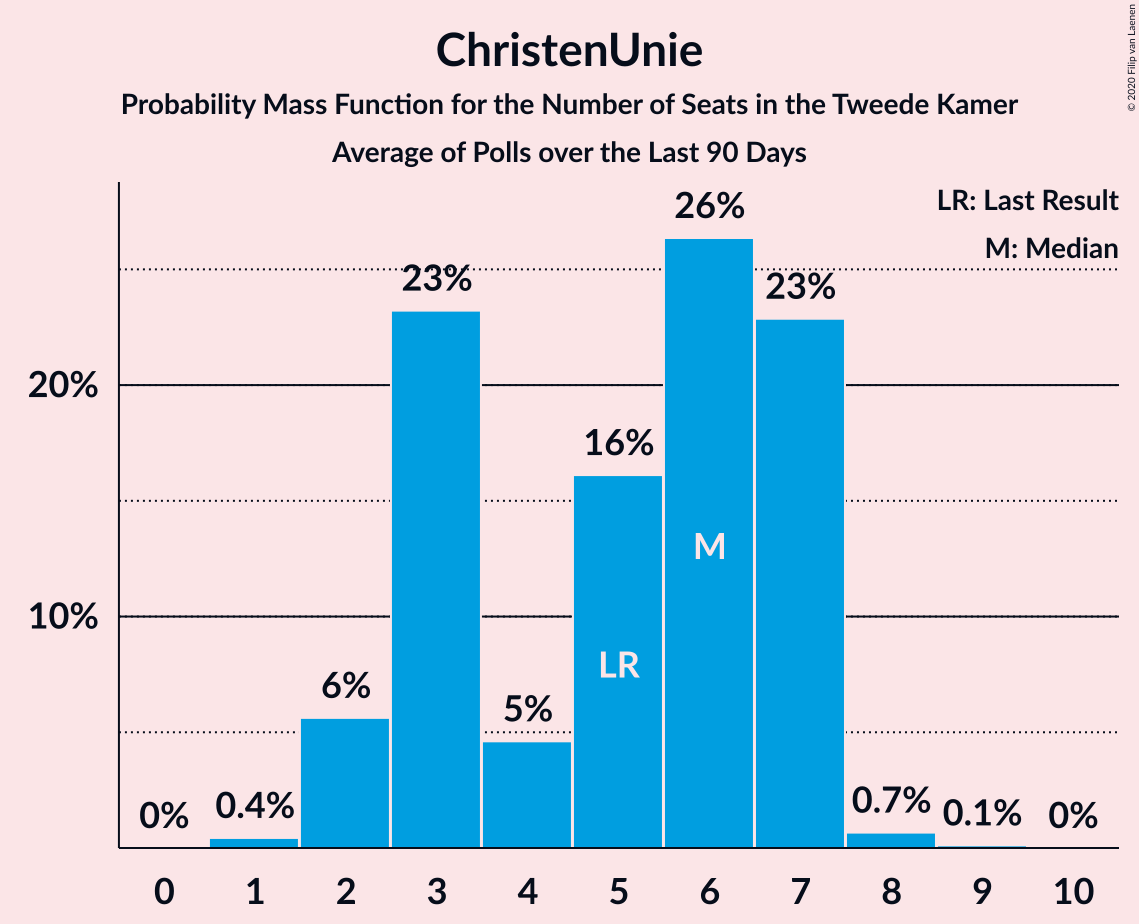 ChristenUnie
Probability Mass Function for the Number of Seats in the Tweede Kamer
Average of Polls over the Last 90 Days
© 2020 Filip van Laenen
LR: Last Result
M: Median
26%
23%
23%
20%
16%
M
10%
LR
6%
5%
0%
0.4%
0.7%
0.1%
0%
0 1 2 3 4 5 6 7 8 9 10